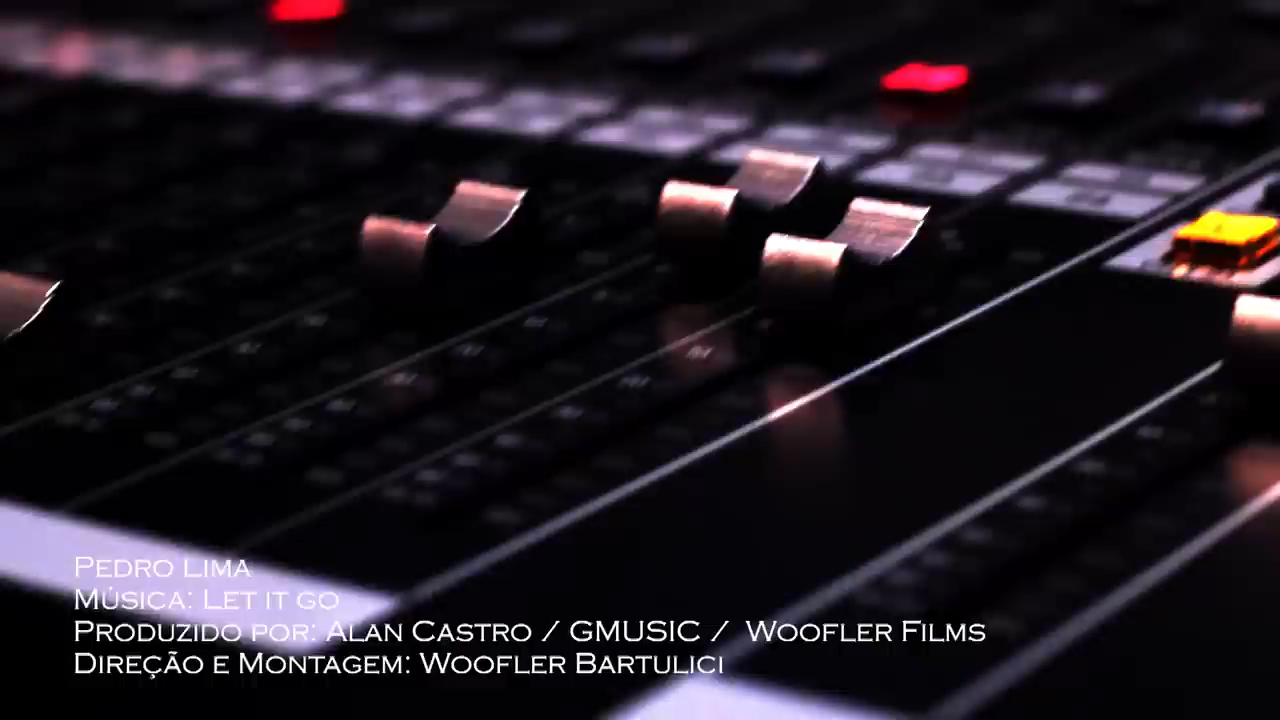 Pedro Lima
Música: Let it go
Produzido por: Alan Castro / GMUSIC / Woofler Films
Direção e Montagem: Woofler Bartulici